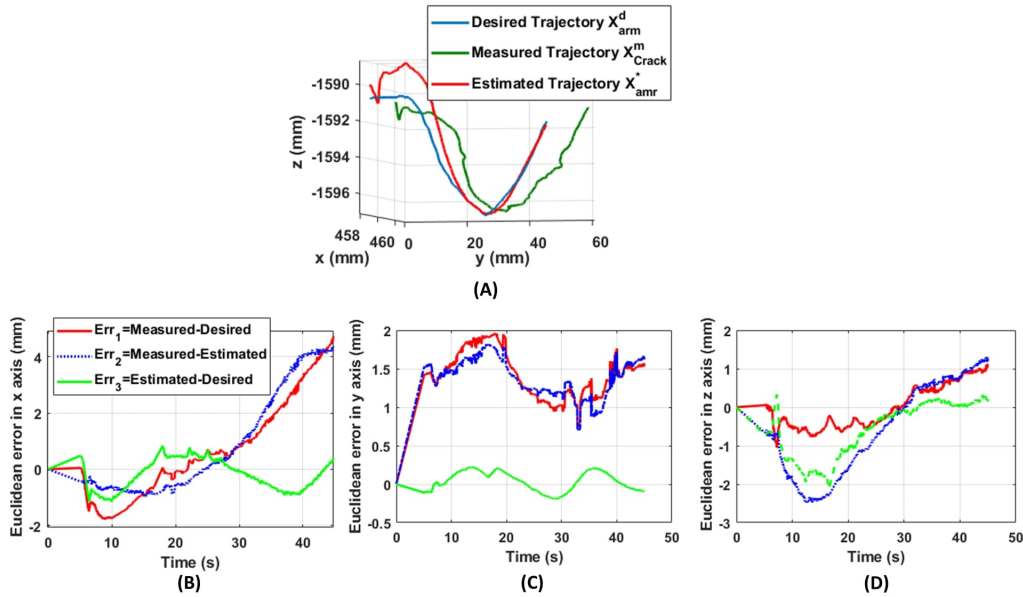 Desired Trajectory X^d_arm
Measured Trajectory X^m_Crack
Estimated Trajectory X^*_amr
-1590
-1592
-1594
-1596
z (mm)
458
460
0
20
40
60
x (mm)
y (mm)
(A)
Err_1=Measured-Desired
Err_2=Measured-Estimated
Err_3=Estimated-Desired
Euclidean error in x axis (mm)
4
2
0
-2
0
10
20
30
40
Time (s)
(B)
Euclidean error in y axis (mm)
2
1.5
1
0.5
0
-0.5
0
10
20
30
40
50
Time (s)
(C)
Euclidean error in z axis (mm)
2
1
0
-1
-2
-3
0
10
20
30
40
50
Time (s)
(D)